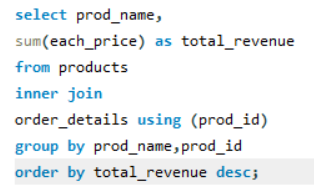 select prod_name,
sum(each_price) as total_revenue
from products
inner join
order_details using (prod_id)
group by prod_name,prod_id
order by total_revenue desc;